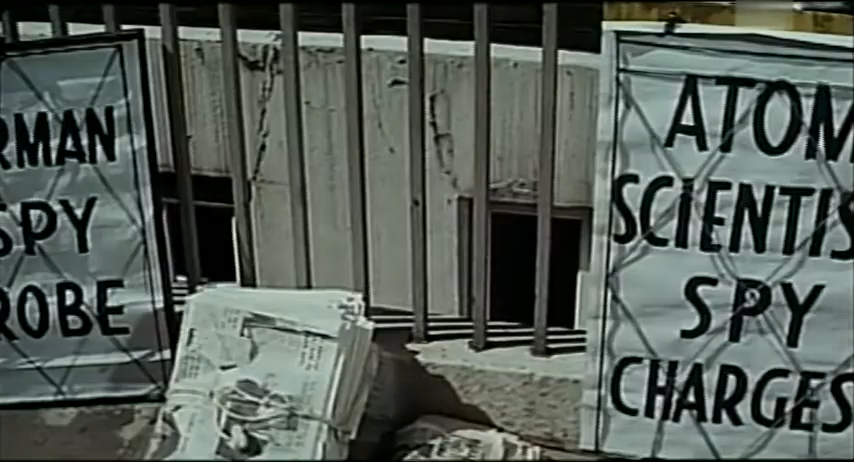 RMAN
SPY
ROBE
ATOM
SCIENTIS
SPY
CHARGES